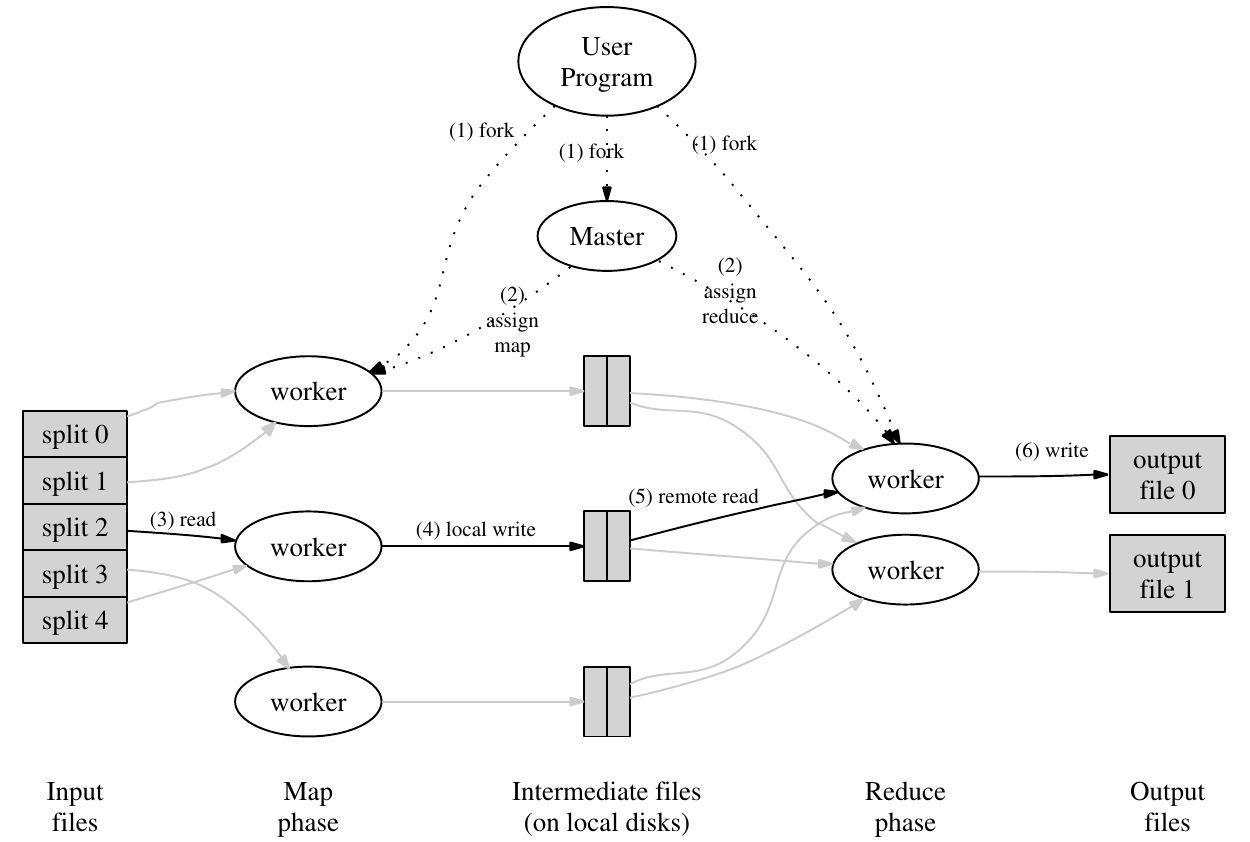 User
Program
(1) fork
(1) fork
(1) fork
Master
(2)
assign
map
(2)
assign
reduce
worker
split 0
split 1
split 2
split 3
split 4
(3) read
worker
(4) local write
(5) remote read
worker
(6) write
output
file 0
worker
output
file 1
worker
Input
files
Map
phase
Intermediate files
(on local disks)
Reduce
phase
Output
files